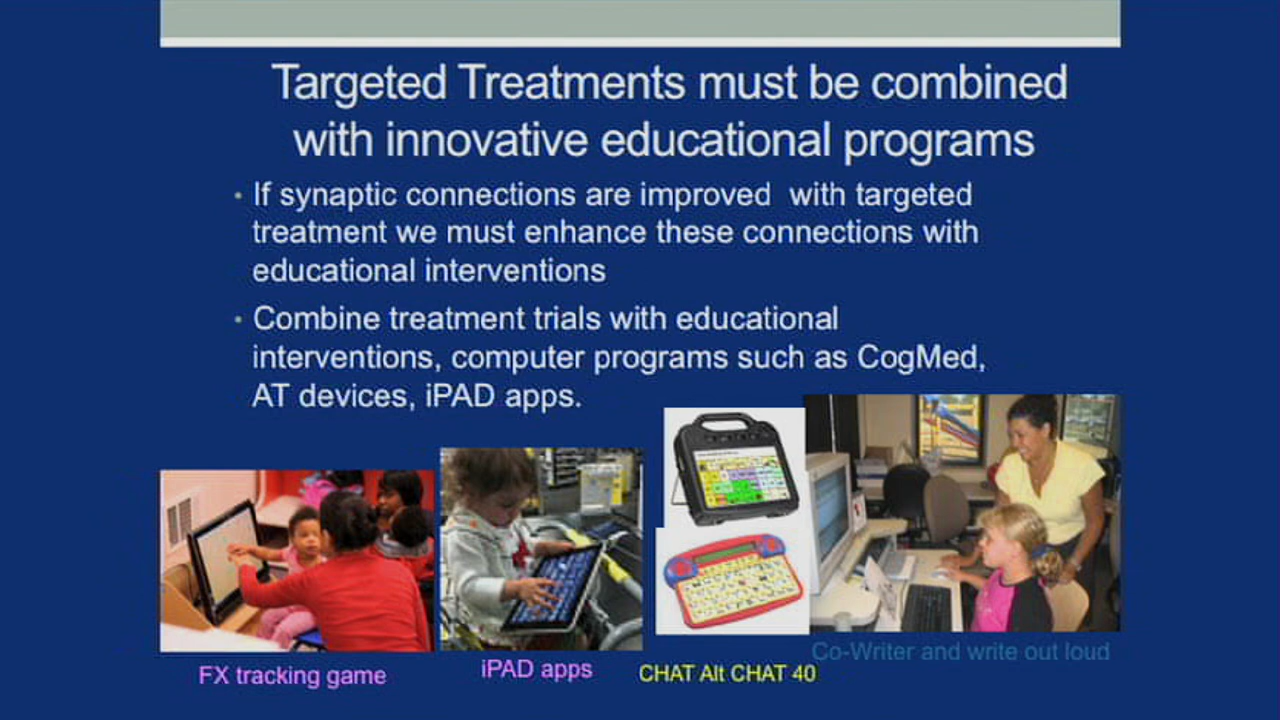 Targeted Treatments must be combined
with innovative educational programs
• If synaptic connections are improved with targeted
treatment we must enhance these connections with
educational interventions
• Combine treatment trials with educational
interventions, computer programs such as CogMed,
AT devices, iPAD apps.
FX tracking game
iPAD apps
CHAT Alt CHAT 40
Co-Writer and write out loud